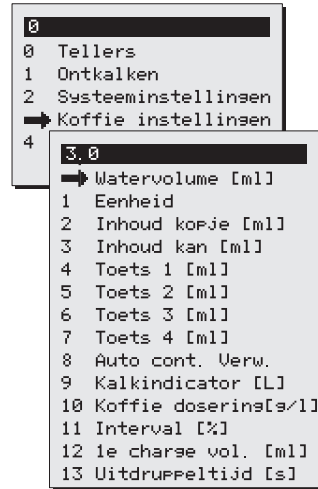 0
0 Tellers
1 Ontkalken
2 Systeeminstellingen
Koffie instellingen
4
3.0
Watervolume [ml]
1 Eenheid
2 Inhoud kopje [ml]
3 Inhoud kan [ml]
4 Toets 1 [ml]
5 Toets 2 [ml]
6 Toets 3 [ml]
7 Toets 4 [ml]
8 Auto cont. Verw.
9 Kalkindicator [L]
10 Koffie dosering[g/l]
11 Interval [%]
12 1e charge vol. [ml]
13 Uitdruppeltijd [s]